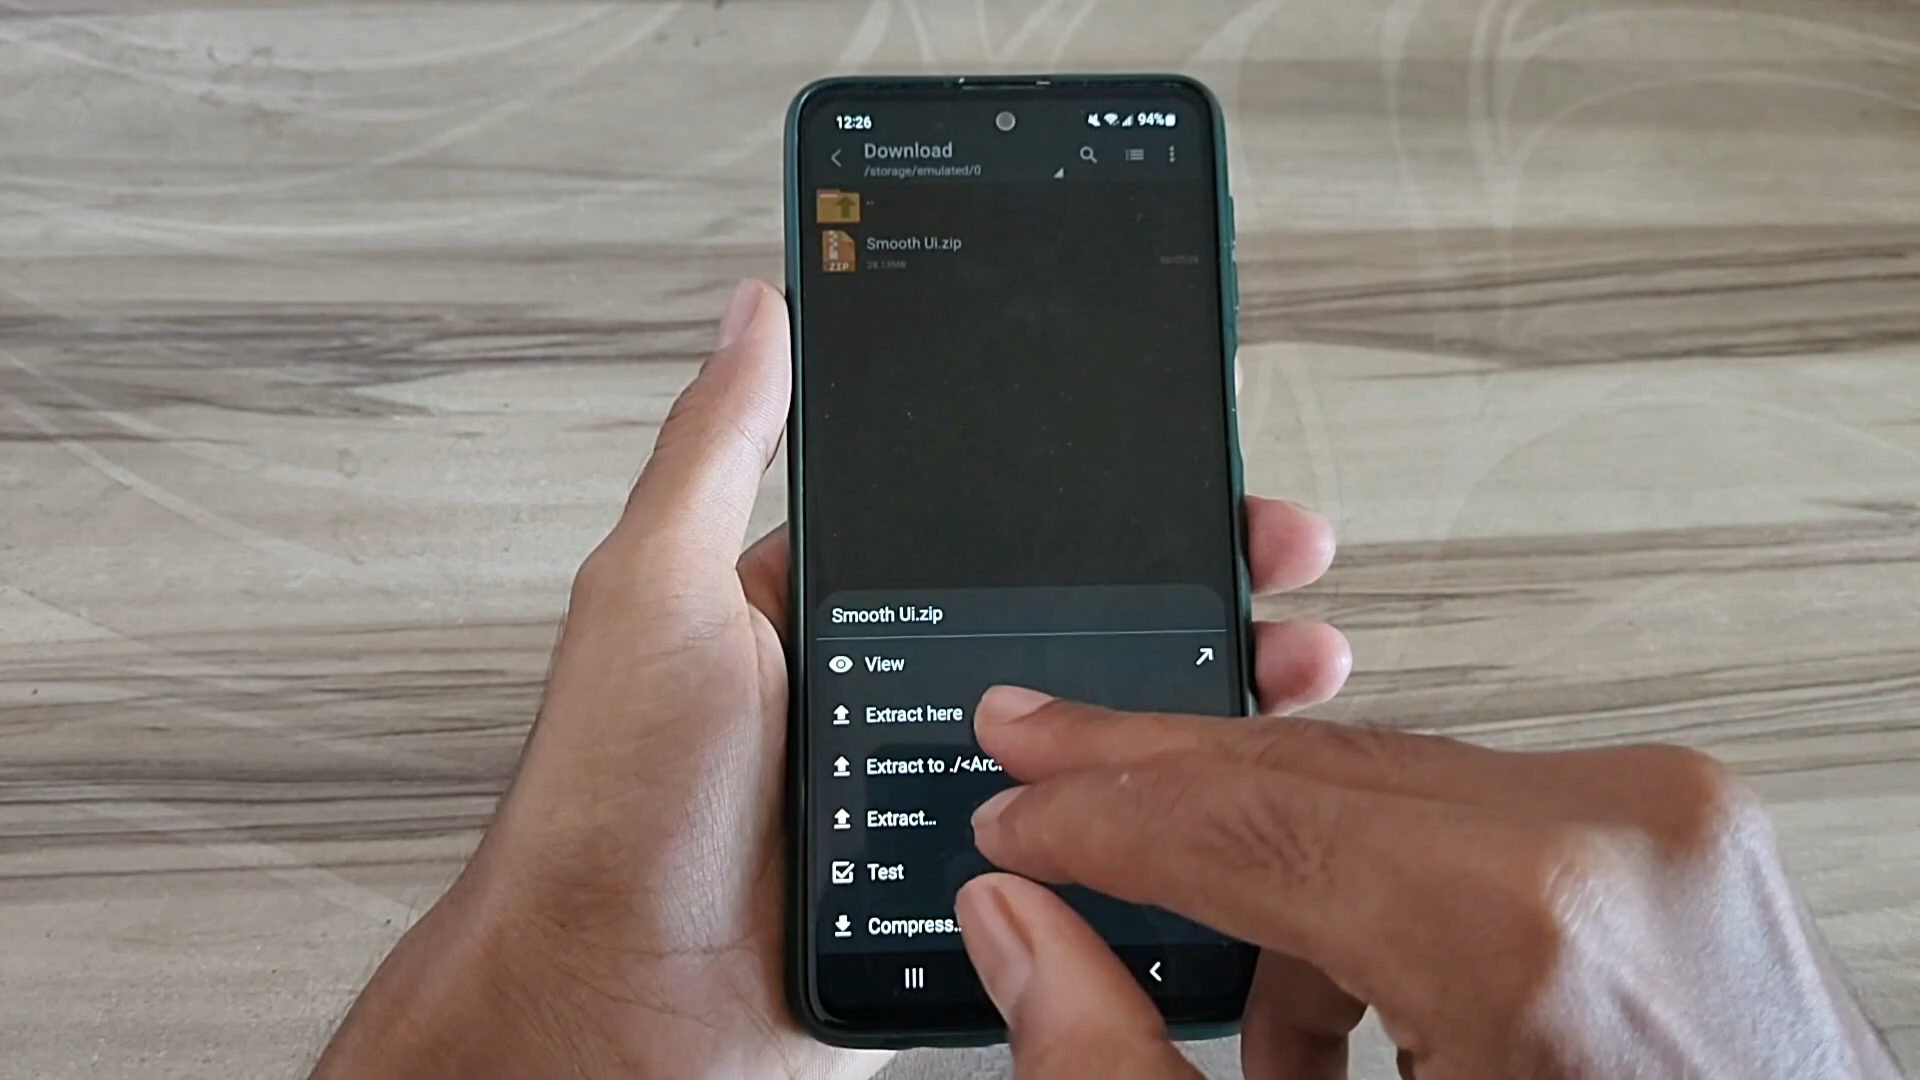 12:26
94%
Download
/storage/emulated/0
..
Smooth Ui.zip
ZIP
Smooth Ui.zip
View
Extract here
Extract to ./<Arc
Extract...
Test
Compress..